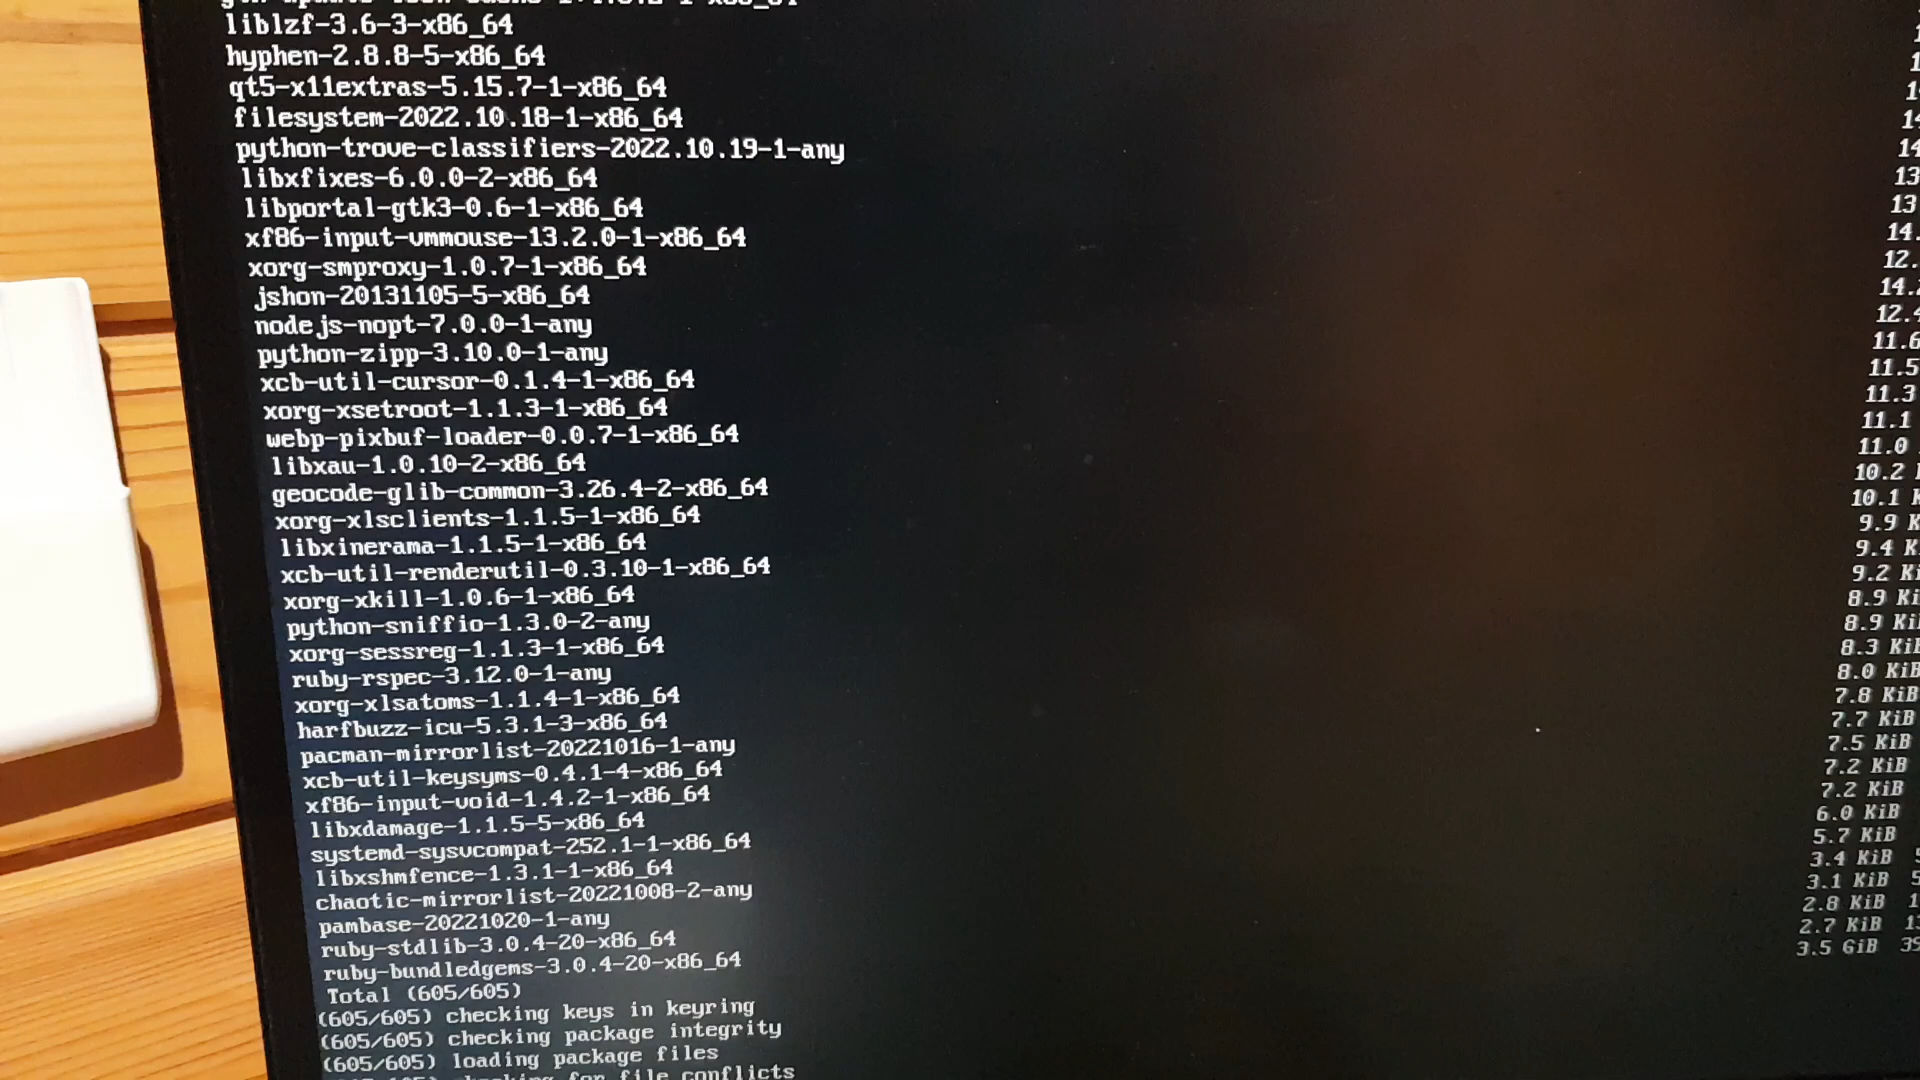 liblzf-3.6-3-x86_64
hyphen-2.8.8-5-x86_64
qt5-x11extras-5.15.7-1-x86_64
filesystem-2022.10.18-1-x86_64
python-trove-classifiers-2022.10.19-1-any
libxfixes-6.0.0-2-x86_64
libportal-gtk3-0.6-1-x86_64
xf86-input-vmmouse-13.2.0-1-x86_64
xorg-smproxy-1.0.7-1-x86_64
jshon-20131105-5-x86_64
nodejs-nopt-7.0.0-1-any
python-zipp-3.10.0-1-any
xcb-util-cursor-0.1.4-1-x86_64
xorg-xsetroot-1.1.3-1-x86_64
webp-pixbuf-loader-0.0.7-1-x86_64
libxau-1.0.10-2-x86_64
geocode-glib-common-3.26.4-2-x86_64 10.2
xorg-xlsclients-1.1.5-1-x86_64 10.1 K
libxinerama-1.1.5-1-x86_64 9.9 K
xcb-util-renderutil-0.3.10-1-x86_64 9.4 K
xorg-xkill-1.0.6-1-x86_64 9.2 Ki
python-sniffio-1.3.0-2-any 8.9 Ki
xorg-sessreg-1.1.3-1-x86_64 8.9 Ki
ruby-rspec-3.12.0-1-any 8.3 KiB
xorg-xlsatoms-1.1.4-1-x86_64 8.0 KiB
harfbuzz-icu-5.3.1-3-x86_64 7.8 KiB
pacman-mirrorlist-20221016-1-any 7.7 KiB
xcb-util-keysyms-0.4.1-4-x86_64 7.5 KiB
xf86-input-void-1.4.2-1-x86_64 7.2 KiB
libxdamage-1.1.5-5-x86_64 7.2 KiB
systemd-sysvcompat-252.1-1-x86_64 6.0 KiB
libxshmfence-1.3.1-1-x86_64 5.7 KiB
chaotic-mirrorlist-20221008-2-any 3.4 KiB
pambase-20221020-1-any 3.1 KiB
ruby-stdlib-3.0.4-20-x86_64 2.8 KiB
ruby-bundledgems-3.0.4-20-x86_64 2.7 KiB
Total (605/605) 3.5 GiB
(605/605) checking keys in keyring
(605/605) checking package integrity
(605/605) loading package files
for file conflicts